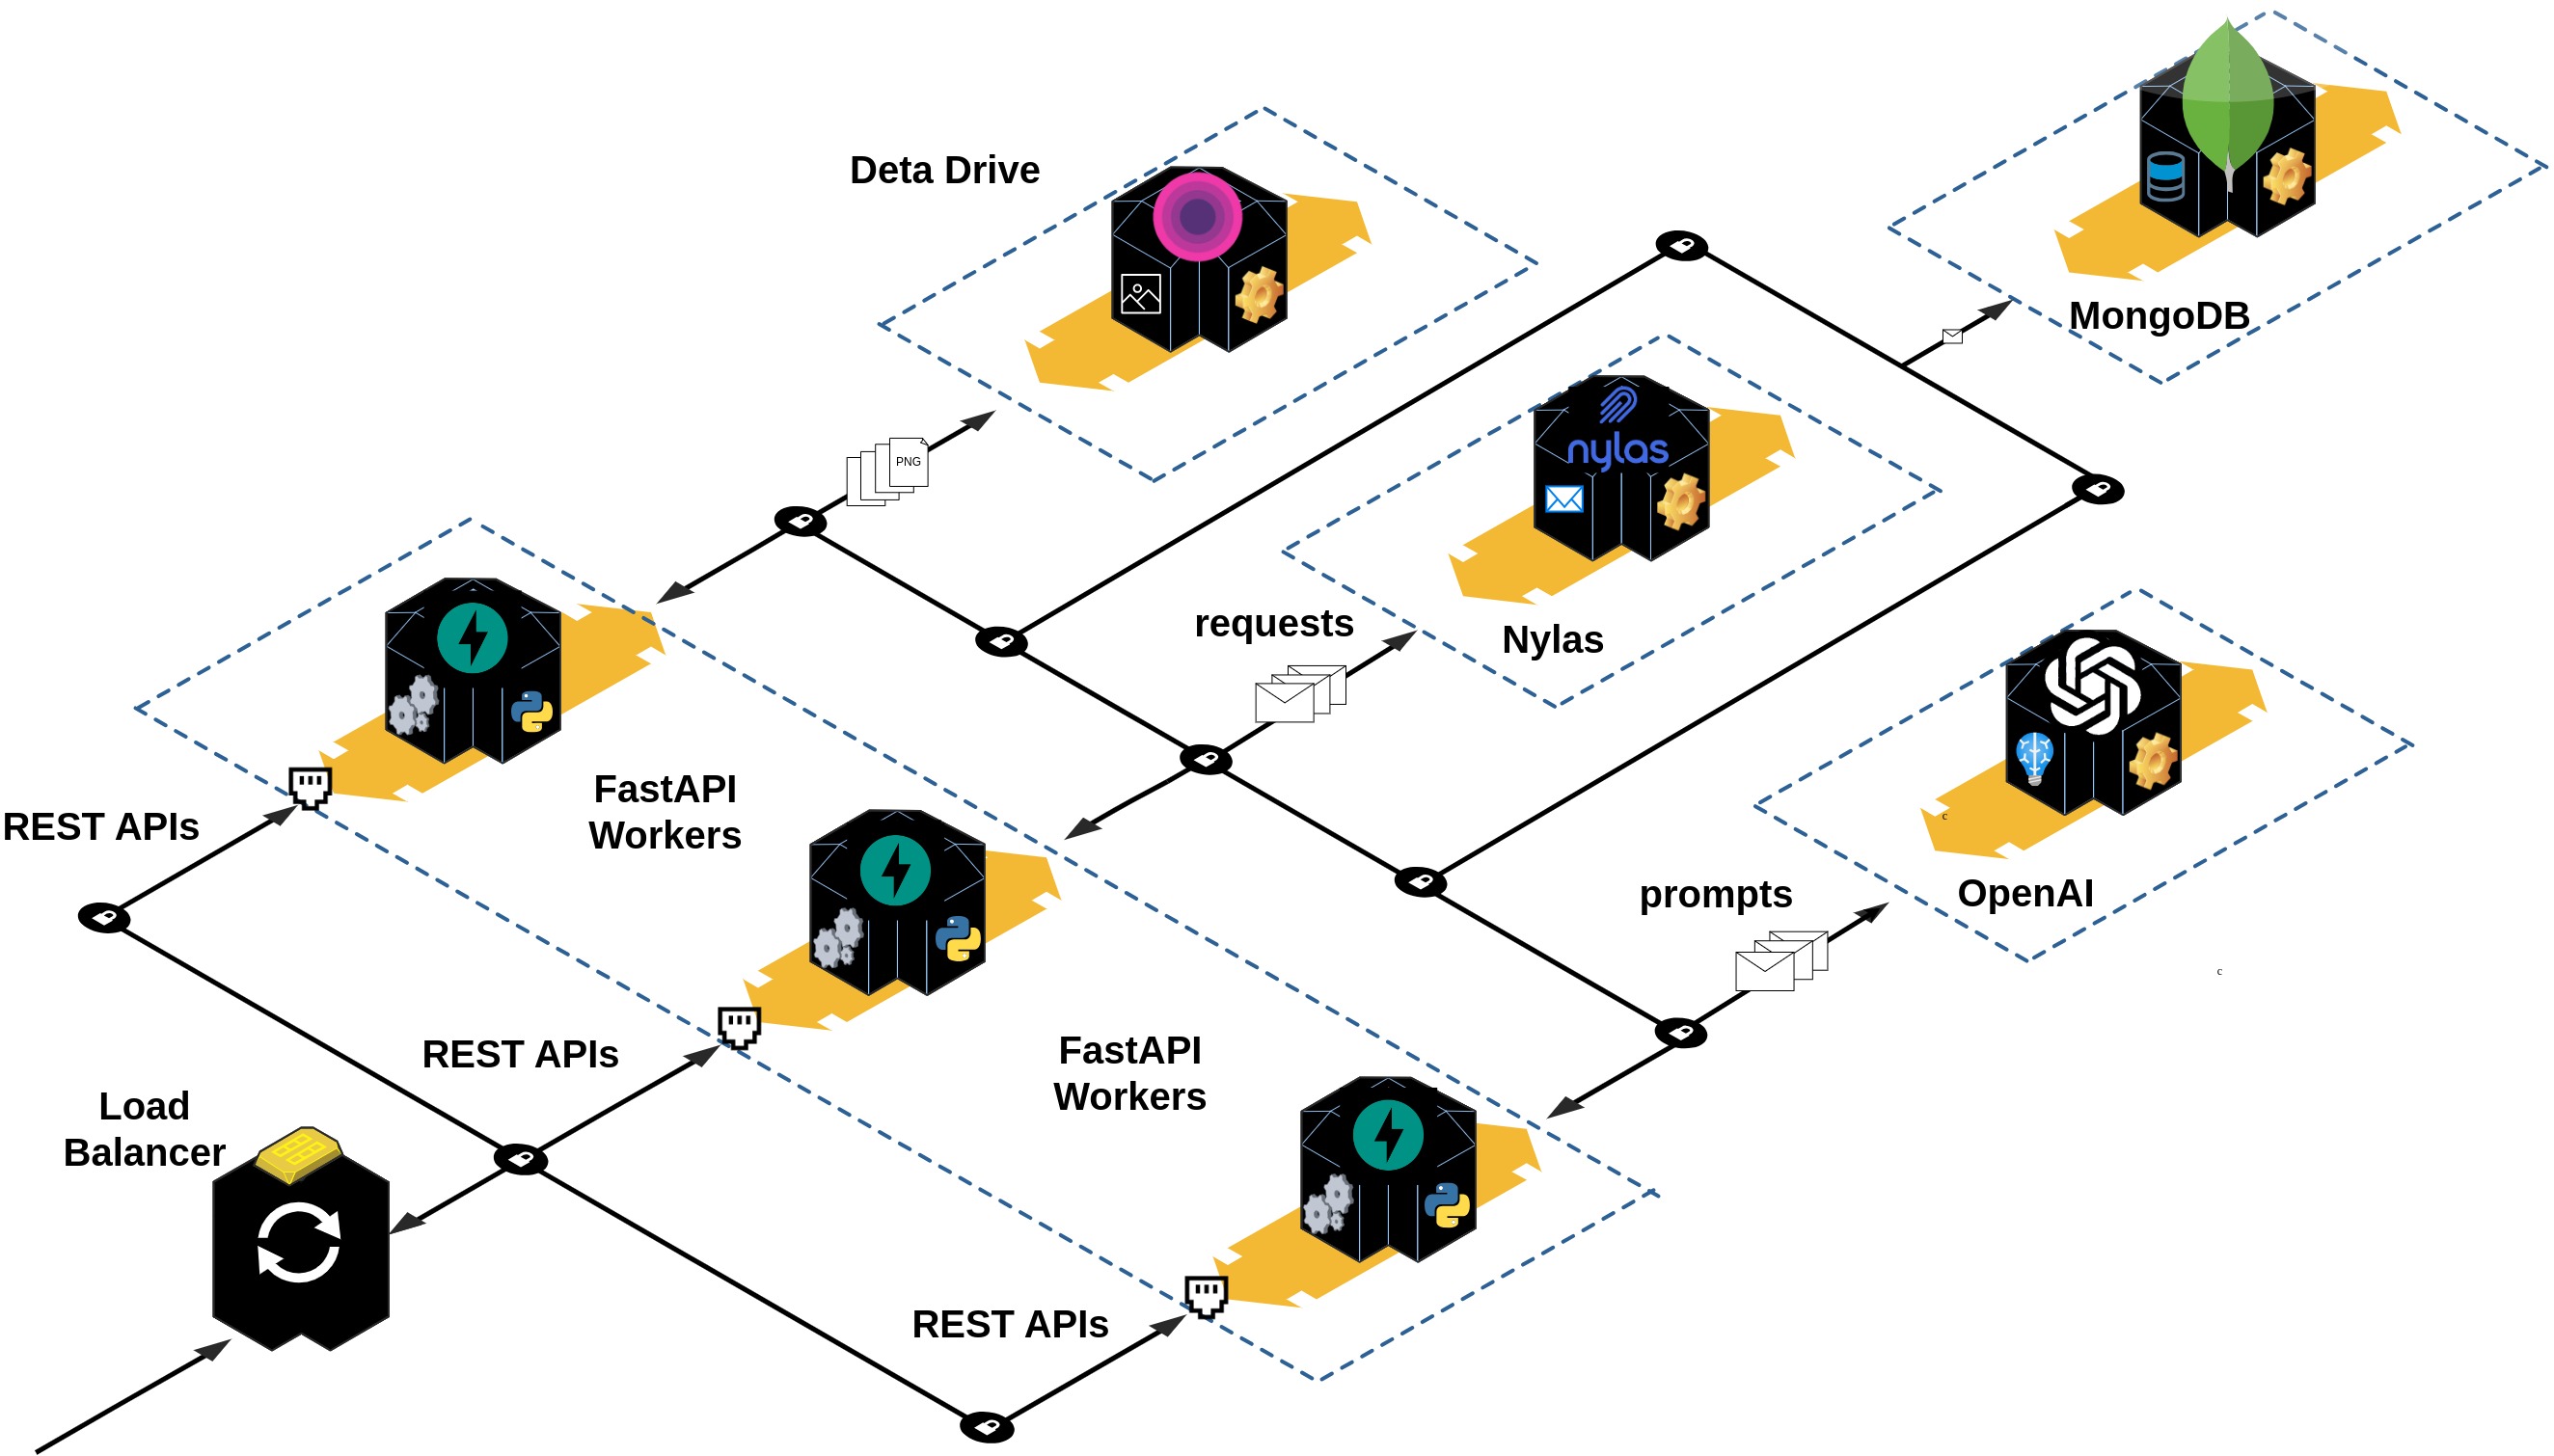 Deta Drive
MongoDB
PNG
nylas
requests
Nylas
FastAPI
Workers
REST APIs
c
prompts
OpenAI
c
REST APIs
FastAPI
Workers
Load
Balancer
REST APIs